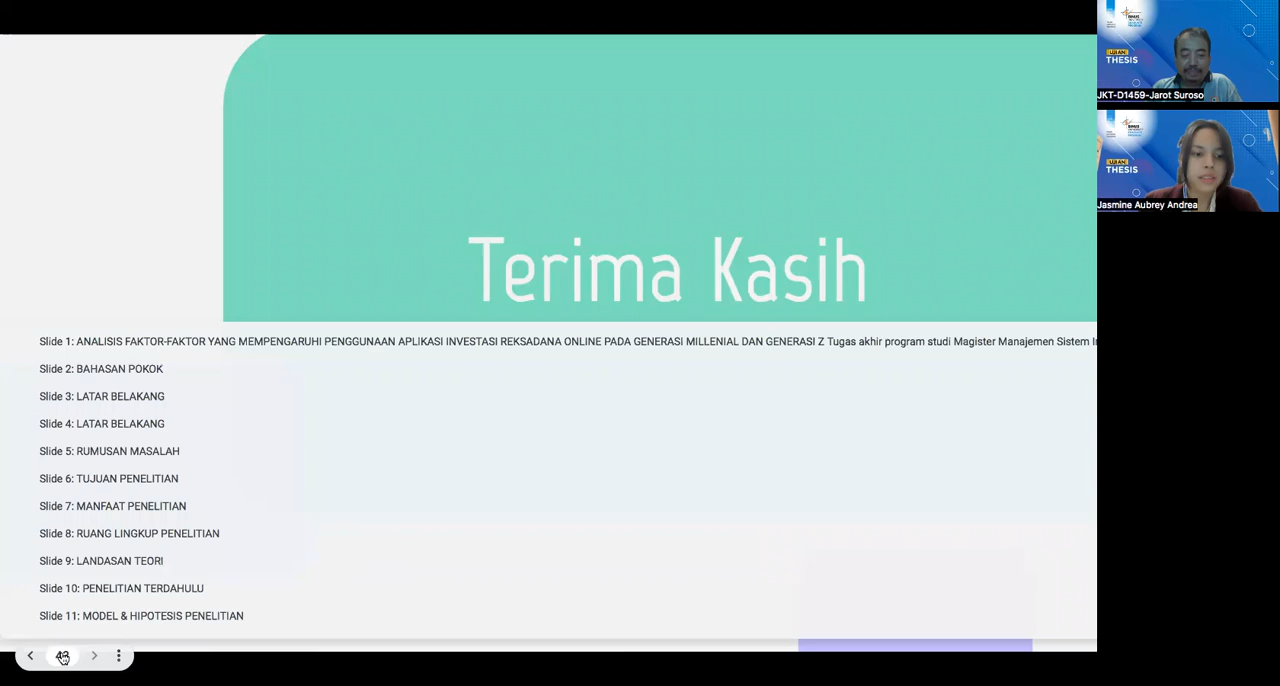 Terima Kasih
Slide 1: ANALISIS FAKTOR-FAKTOR YANG MEMPENGARUHI PENGGUNAAN APLIKASI INVESTASI REKSADANA ONLINE PADA GENERASI MILLENIAL DAN GENERASI Z Tugas akhir program studi Magister Manajemen Sistem
Slide 2: BAHASAN POKOK
Slide 3: LATAR BELAKANG
Slide 4: LATAR BELAKANG
Slide 5: RUMUSAN MASALAH
Slide 6: TUJUAN PENELITIAN
Slide 7: MANFAAT PENELITIAN
Slide 8: RUANG LINGKUP PENELITIAN
Slide 9: LANDASAN TEORI
Slide 10: PENELITIAN TERDAHULU
Slide 11: MODEL & HIPOTESIS PENELITIAN
UJIAN
THESIS
JKT-D1459-Jarot Suroso
UJIAN
THESIS
Jasmine Aubrey Andrea